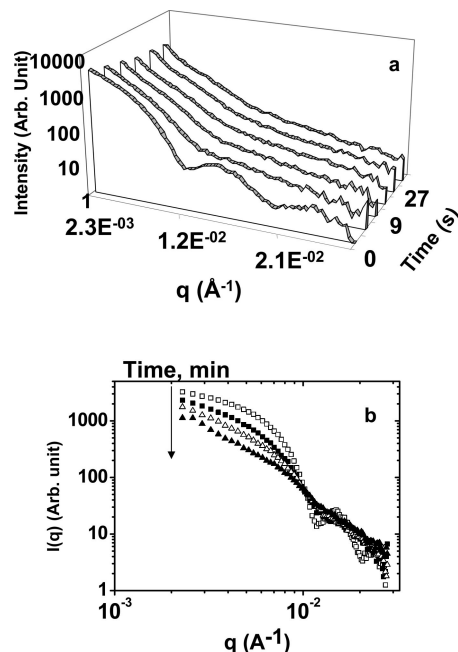 a
Intensity (Arb. Unit)
10000
1000
100
10
1
2.3E⁻⁰³
1.2E⁻⁰²
2.1E⁻⁰²
q (Å⁻¹)
0
9
27
Time (s)
Time, min
b
I(q) (Arb. unit)
1000
100
10
1
10⁻³
10⁻²
q (A⁻¹)